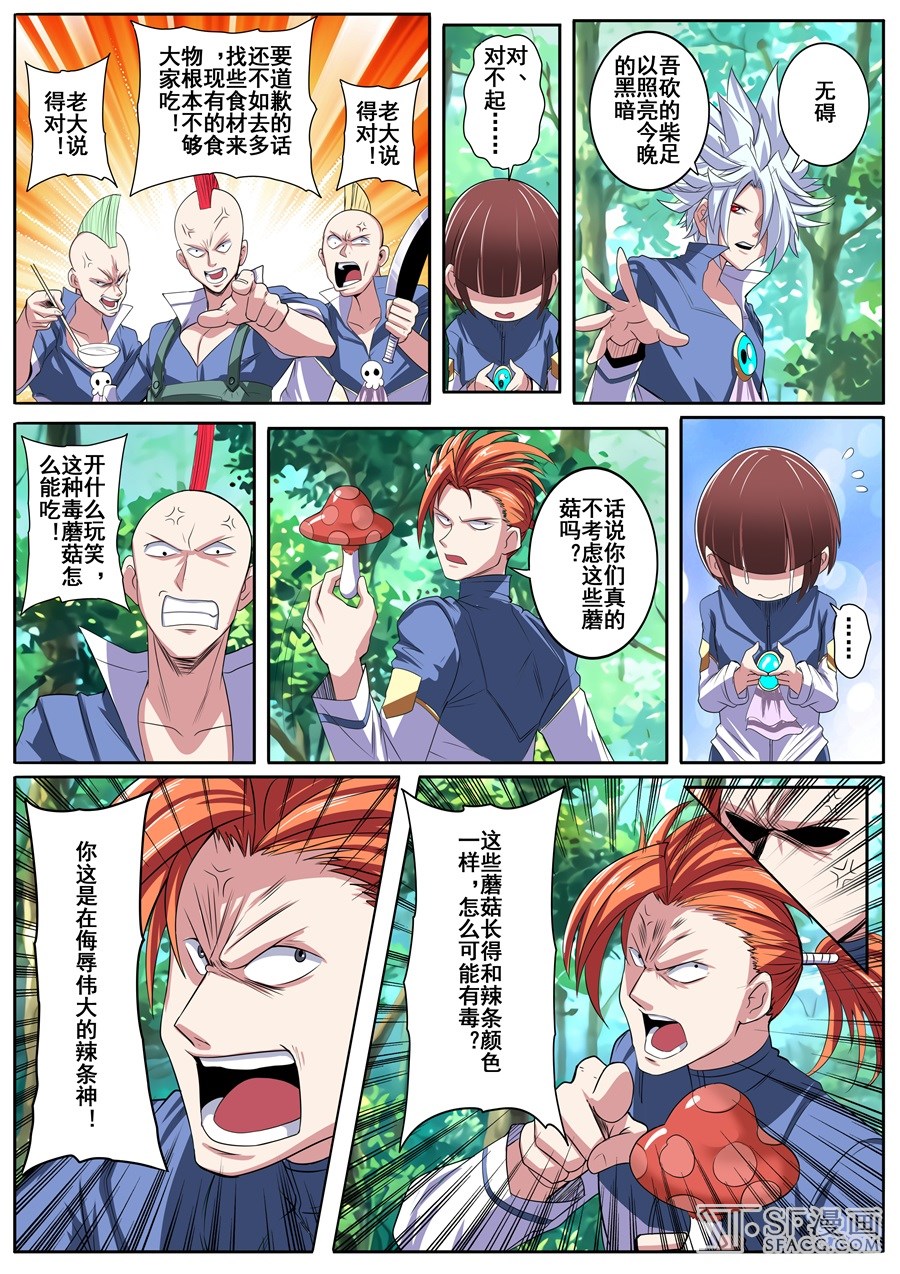 无碍
吾砍的柴足
以照亮今晚
的黑暗
对、
对不起……
老大说
得对！
要道歉的话
还不如去多
找些食材来
，现有的食
物根本不够
大家吃！
老大说
得对！
……
话说你们真的
不考虑这些蘑
菇吗？
开什么玩笑，
这种毒蘑菇怎
么能吃！
这些蘑菇长得和辣条颜色
一样，怎么可能有毒？
你这是在侮辱伟大的辣条神！
SF漫画
SFACG.COM